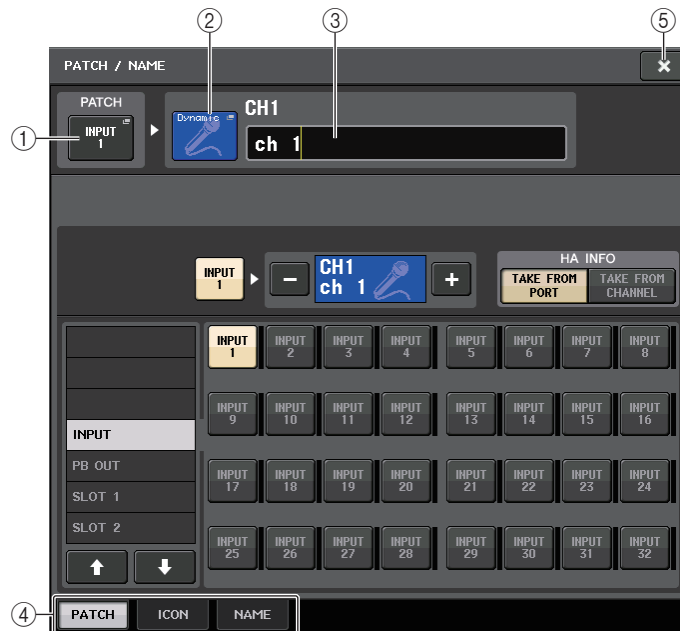 ② ③ ⑤
PATCH / NAME ×
PATCH
① INPUT 1
Dynamic
CH1
ch 1
INPUT 1
−
CH1
ch 1
+
HA INFO
TAKE FROM PORT
TAKE FROM CHANNEL
INPUT
PB OUT
SLOT 1
SLOT 2
INPUT 1 INPUT 2 INPUT 3 INPUT 4 INPUT 5 INPUT 6 INPUT 7 INPUT 8
INPUT 9 INPUT 10 INPUT 11 INPUT 12 INPUT 13 INPUT 14 INPUT 15 INPUT 16
INPUT 17 INPUT 18 INPUT 19 INPUT 20 INPUT 21 INPUT 22 INPUT 23 INPUT 24
INPUT 25 INPUT 26 INPUT 27 INPUT 28 INPUT 29 INPUT 30 INPUT 31 INPUT 32
④ PATCH ICON NAME